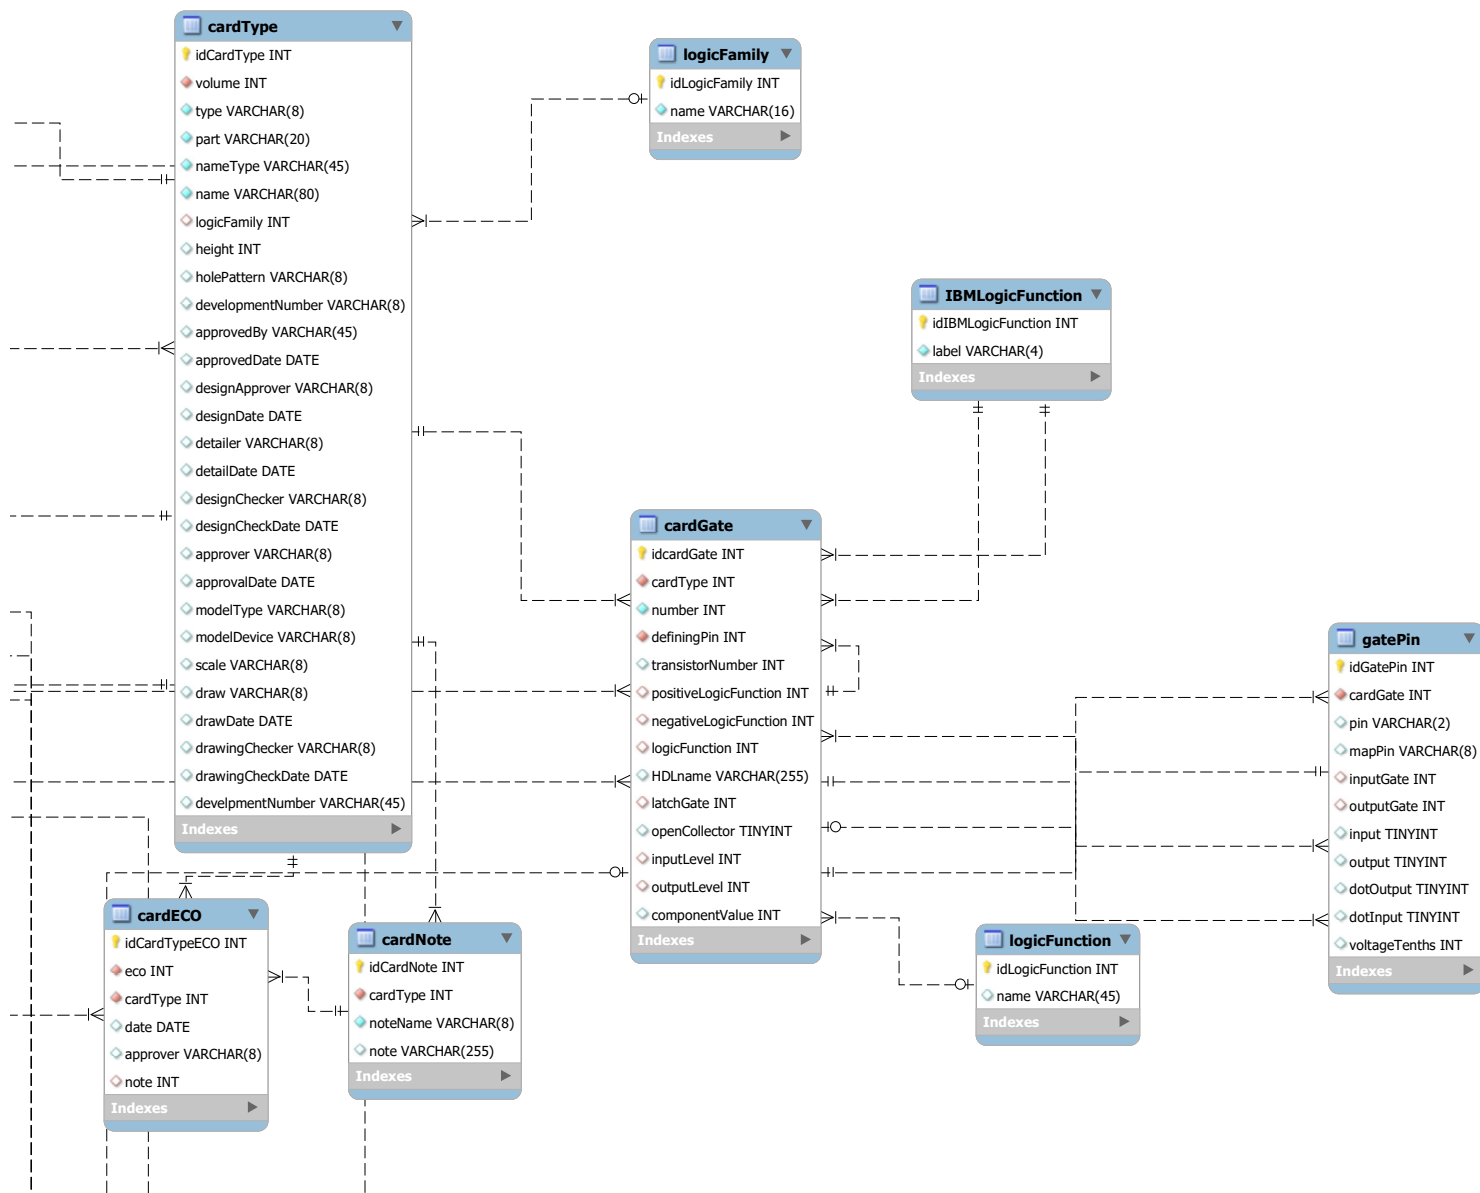 cardType
idCardType INT
volume INT
type VARCHAR(8)
part VARCHAR(20)
nameType VARCHAR(45)
name VARCHAR(80)
logicFamily INT
height INT
holePattern VARCHAR(8)
developmentNumber VARCHAR(8)
approvedBy VARCHAR(45)
approvedDate DATE
designApprover VARCHAR(8)
designDate DATE
detailer VARCHAR(8)
detailDate DATE
designChecker VARCHAR(8)
designCheckDate DATE
approver VARCHAR(8)
approvalDate DATE
modelType VARCHAR(8)
modelDevice VARCHAR(8)
scale VARCHAR(8)
draw VARCHAR(8)
drawDate DATE
drawingChecker VARCHAR(8)
drawingCheckDate DATE
develpmentNumber VARCHAR(45)
Indexes
logicFamily
idLogicFamily INT
name VARCHAR(16)
Indexes
IBMLogicFunction
idIBMLogicFunction INT
label VARCHAR(4)
Indexes
cardGate
idcardGate INT
cardType INT
number INT
definingPin INT
transistorNumber INT
positiveLogicFunction INT
negativeLogicFunction INT
logicFunction INT
HDLname VARCHAR(255)
latchGate INT
openCollector TINYINT
inputLevel INT
outputLevel INT
componentValue INT
Indexes
gatePin
idGatePin INT
cardGate INT
pin VARCHAR(2)
mapPin VARCHAR(8)
inputGate INT
outputGate INT
input TINYINT
output TINYINT
dotOutput TINYINT
dotInput TINYINT
voltageTenths INT
Indexes
cardECO
idCardTypeECO INT
eco INT
cardType INT
date DATE
approver VARCHAR(8)
note INT
Indexes
cardNote
idCardNote INT
cardType INT
noteName VARCHAR(8)
note VARCHAR(255)
Indexes
logicFunction
idLogicFunction INT
name VARCHAR(45)
Indexes